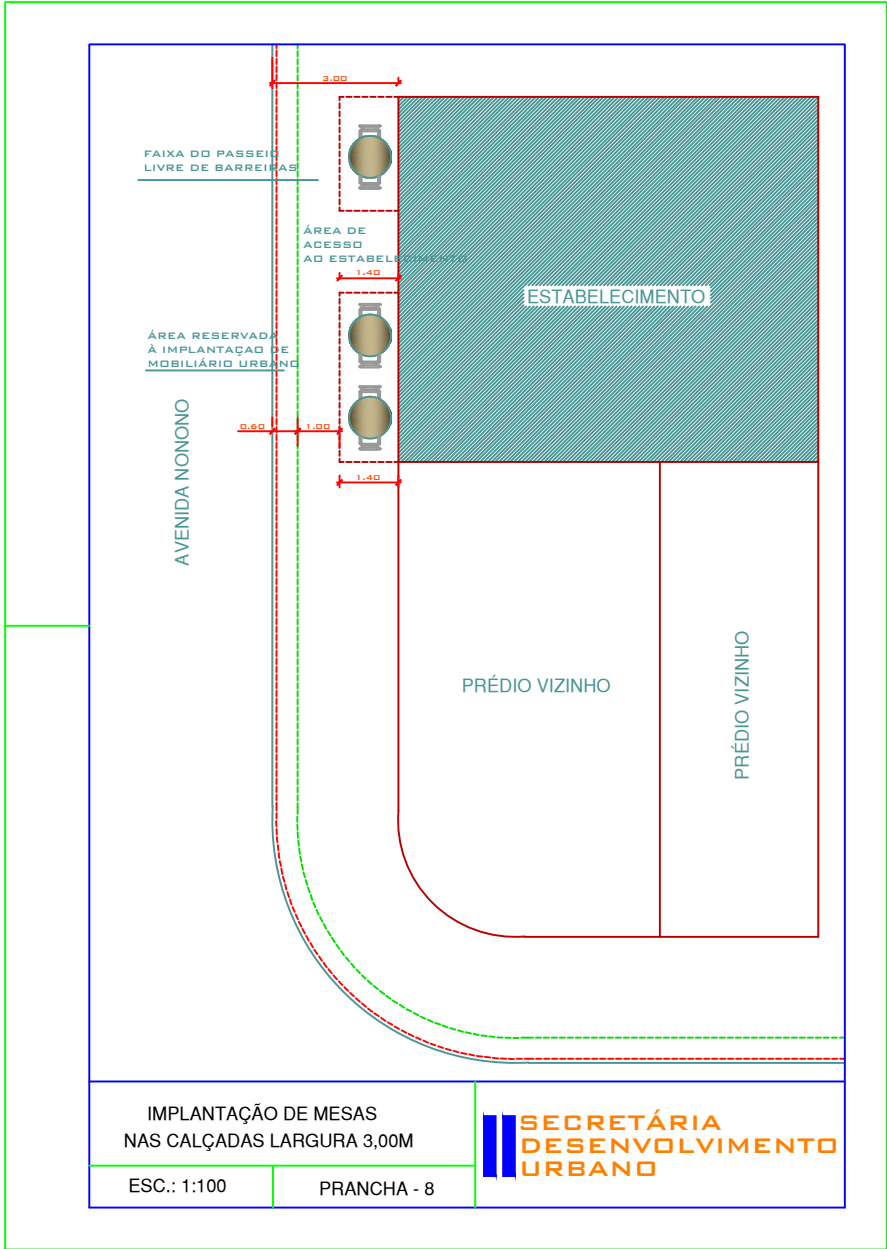 3.00
FAIXA DO PASSEIO
LIVRE DE BARREIRAS
ÁREA DE
ACESSO
AO ESTABELECIMENTO
1.40
ESTABELECIMENTO
ÁREA RESERVADA
À IMPLANTAÇAO DE
MOBILIÁRIO URBANO
AVENIDA NONONO
0.60
1.00
1.40
PRÉDIO VIZINHO
PRÉDIO VIZINHO
IMPLANTAÇÃO DE MESAS
NAS CALÇADAS LARGURA 3,00M
ESC.: 1:100
PRANCHA - 8
SECRETÁRIA
DESENVOLVIMENTO
URBANO